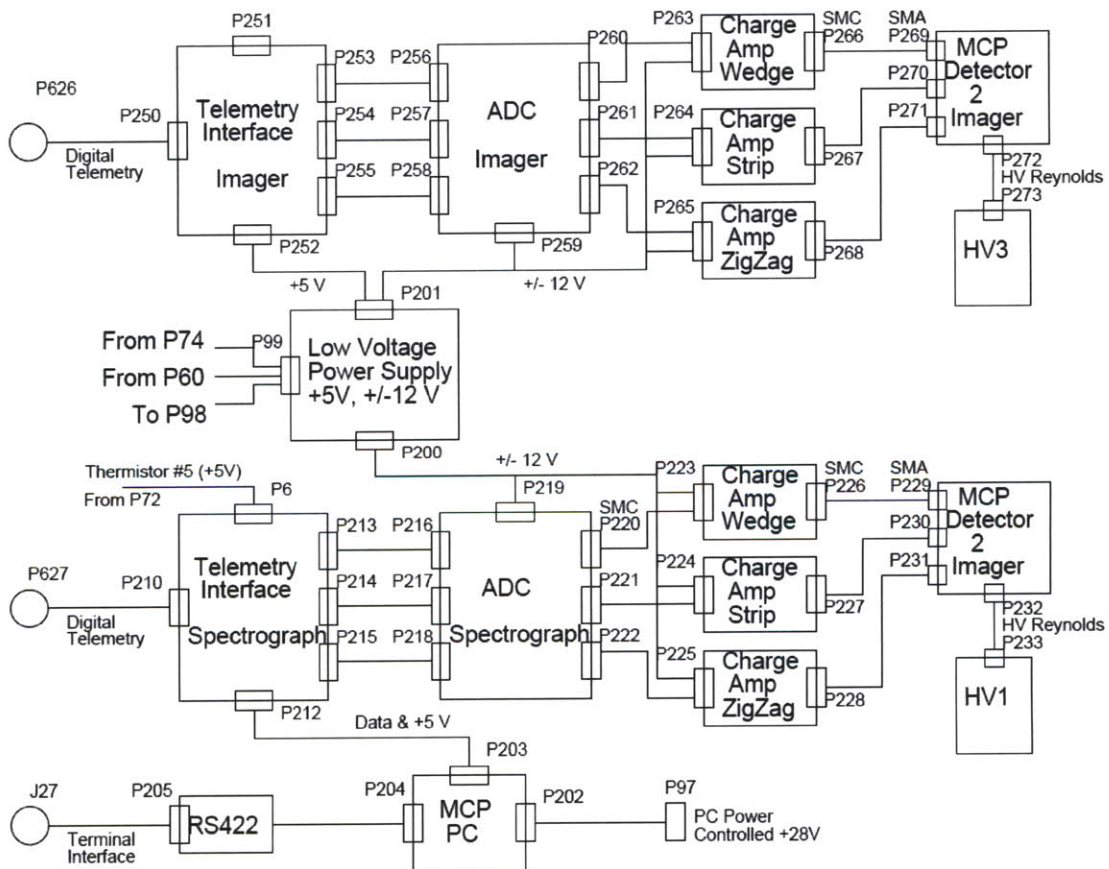 P251
P626
P250
Digital
Telemetry
Telemetry
Interface
Imager
P253
P254
P255
P252
P256
P257
P258
ADC
Imager
P260
P261
P262
P259
P263
P264
P265
Charge
Amp
Wedge
Charge
Amp
Strip
Charge
Amp
ZigZag
SMC
P266
P267
P268
SMA
P269
P270
P271
MCP
Detector
2
Imager
P272
HV Reynolds
P273
HV3
+5 V
P201
+/- 12 V
From P74
From P60
To P98
P99
Low Voltage
Power Supply
+5V, +/-12 V
P200
+/- 12 V
Thermistor #5 (+5V)
From P72
P6
P219
P627
P210
Digital
Telemetry
Telemetry
Interface
Spectrograph
P213
P214
P215
P212
P216
P217
P218
ADC
Spectrograph
SMC
P220
P221
P222
P223
P224
P225
Charge
Amp
Wedge
Charge
Amp
Strip
Charge
Amp
ZigZag
SMC
P226
P227
P228
SMA
P229
P230
P231
MCP
Detector
2
Imager
P232
HV Reynolds
P233
HV1
Data & +5 V
P203
J27
Terminal
Interface
P205
RS422
P204
MCP
PC
P202
P97
PC Power
Controlled +28V